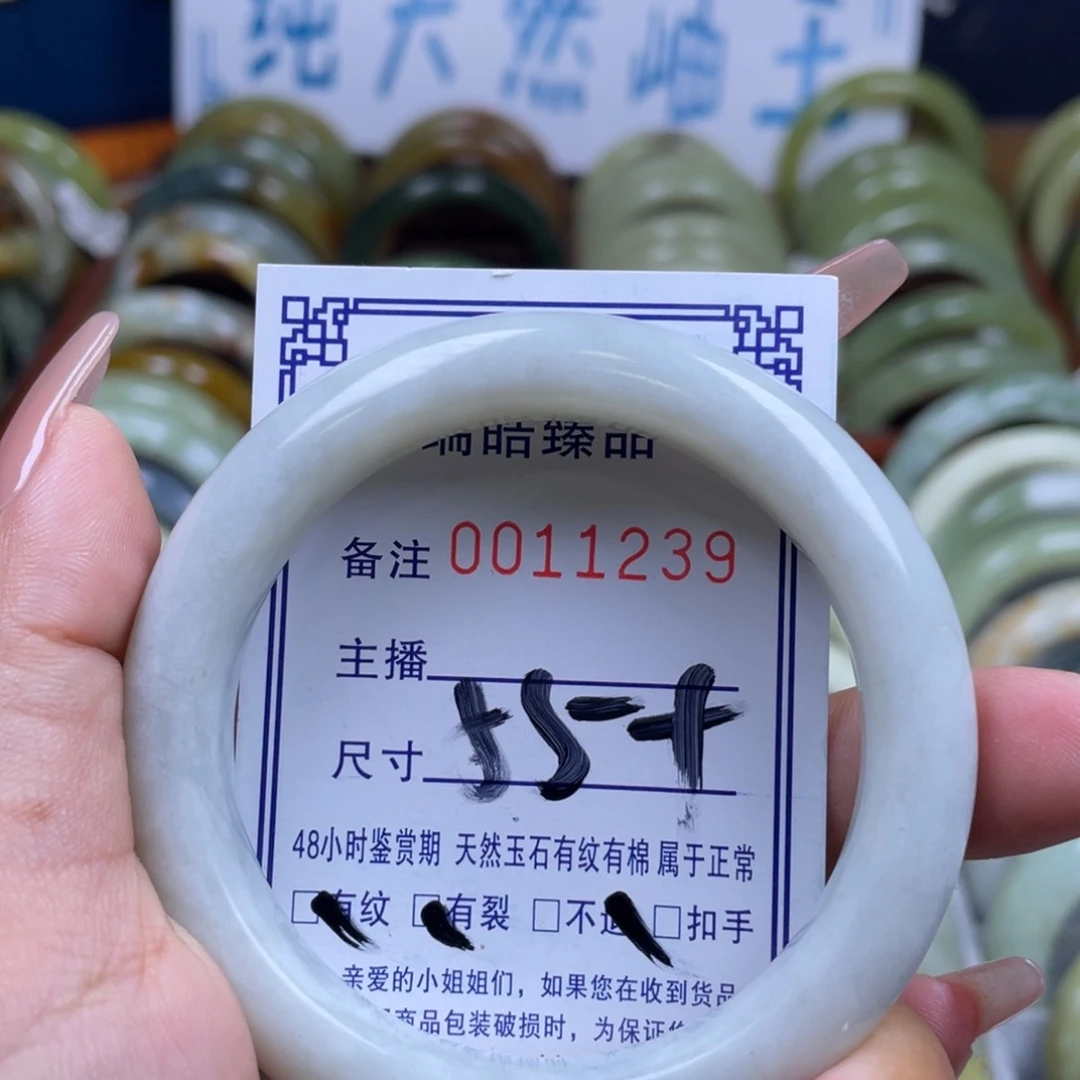 纯天然岫玉
瑞皓臻品
备注 0011239
主播
尺寸
48小时鉴赏期 天然玉石有纹有棉属于正常
□有纹 □有裂 □不退 □扣手
亲爱的小姐姐们，如果您在收到货品
商品包装破损时，为保证